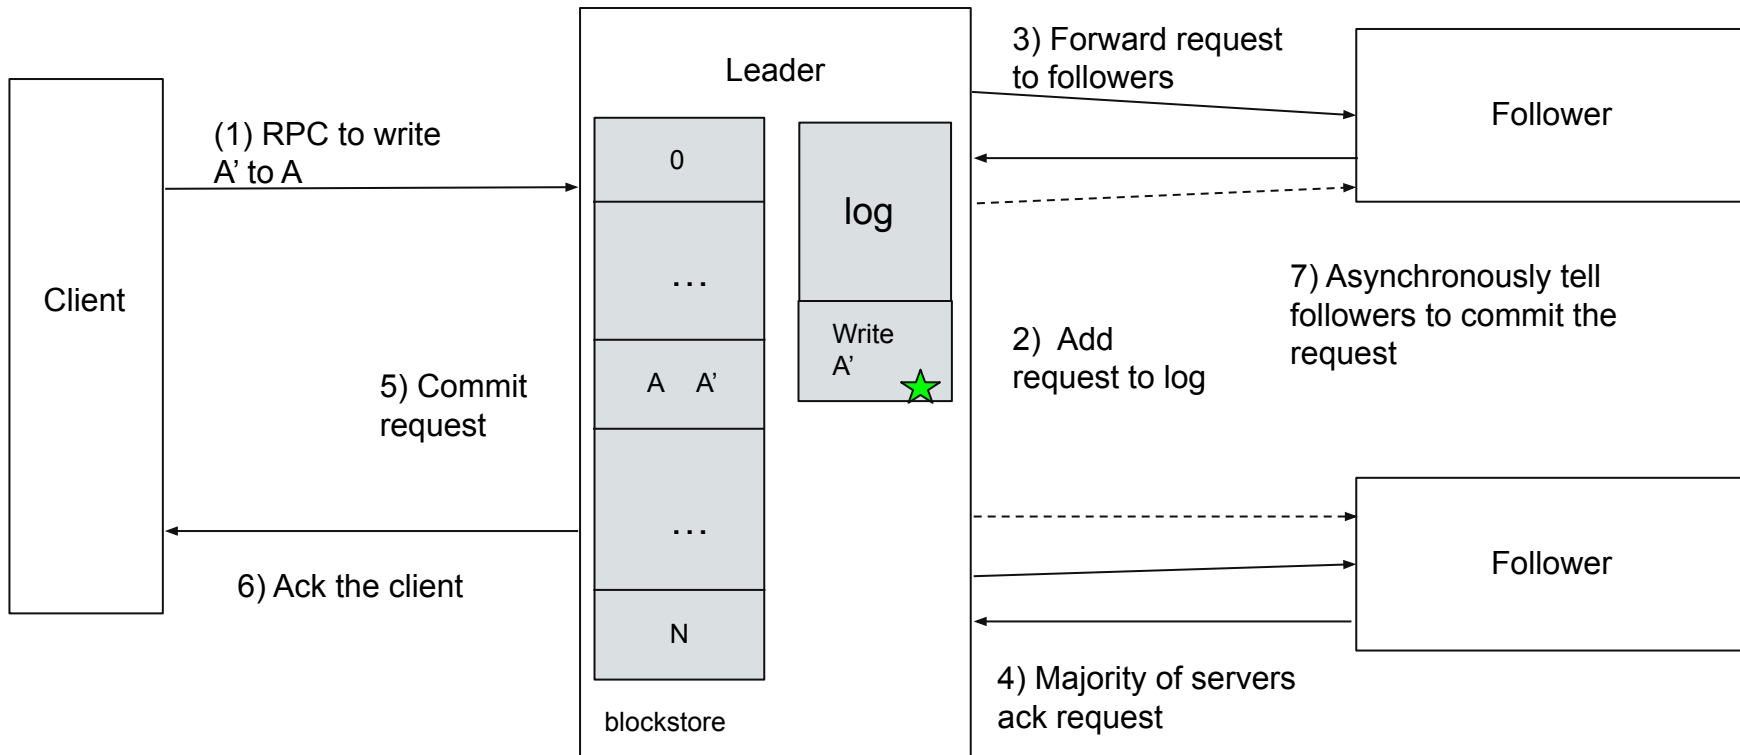 Client
(1) RPC to write
A’ to A
5) Commit
request
6) Ack the client
Leader
0
...
A A’
...
N
blockstore
log
Write
A’
3) Forward request
to followers
2) Add
request to log
4) Majority of servers
ack request
Follower
7) Asynchronously tell
followers to commit the
request
Follower